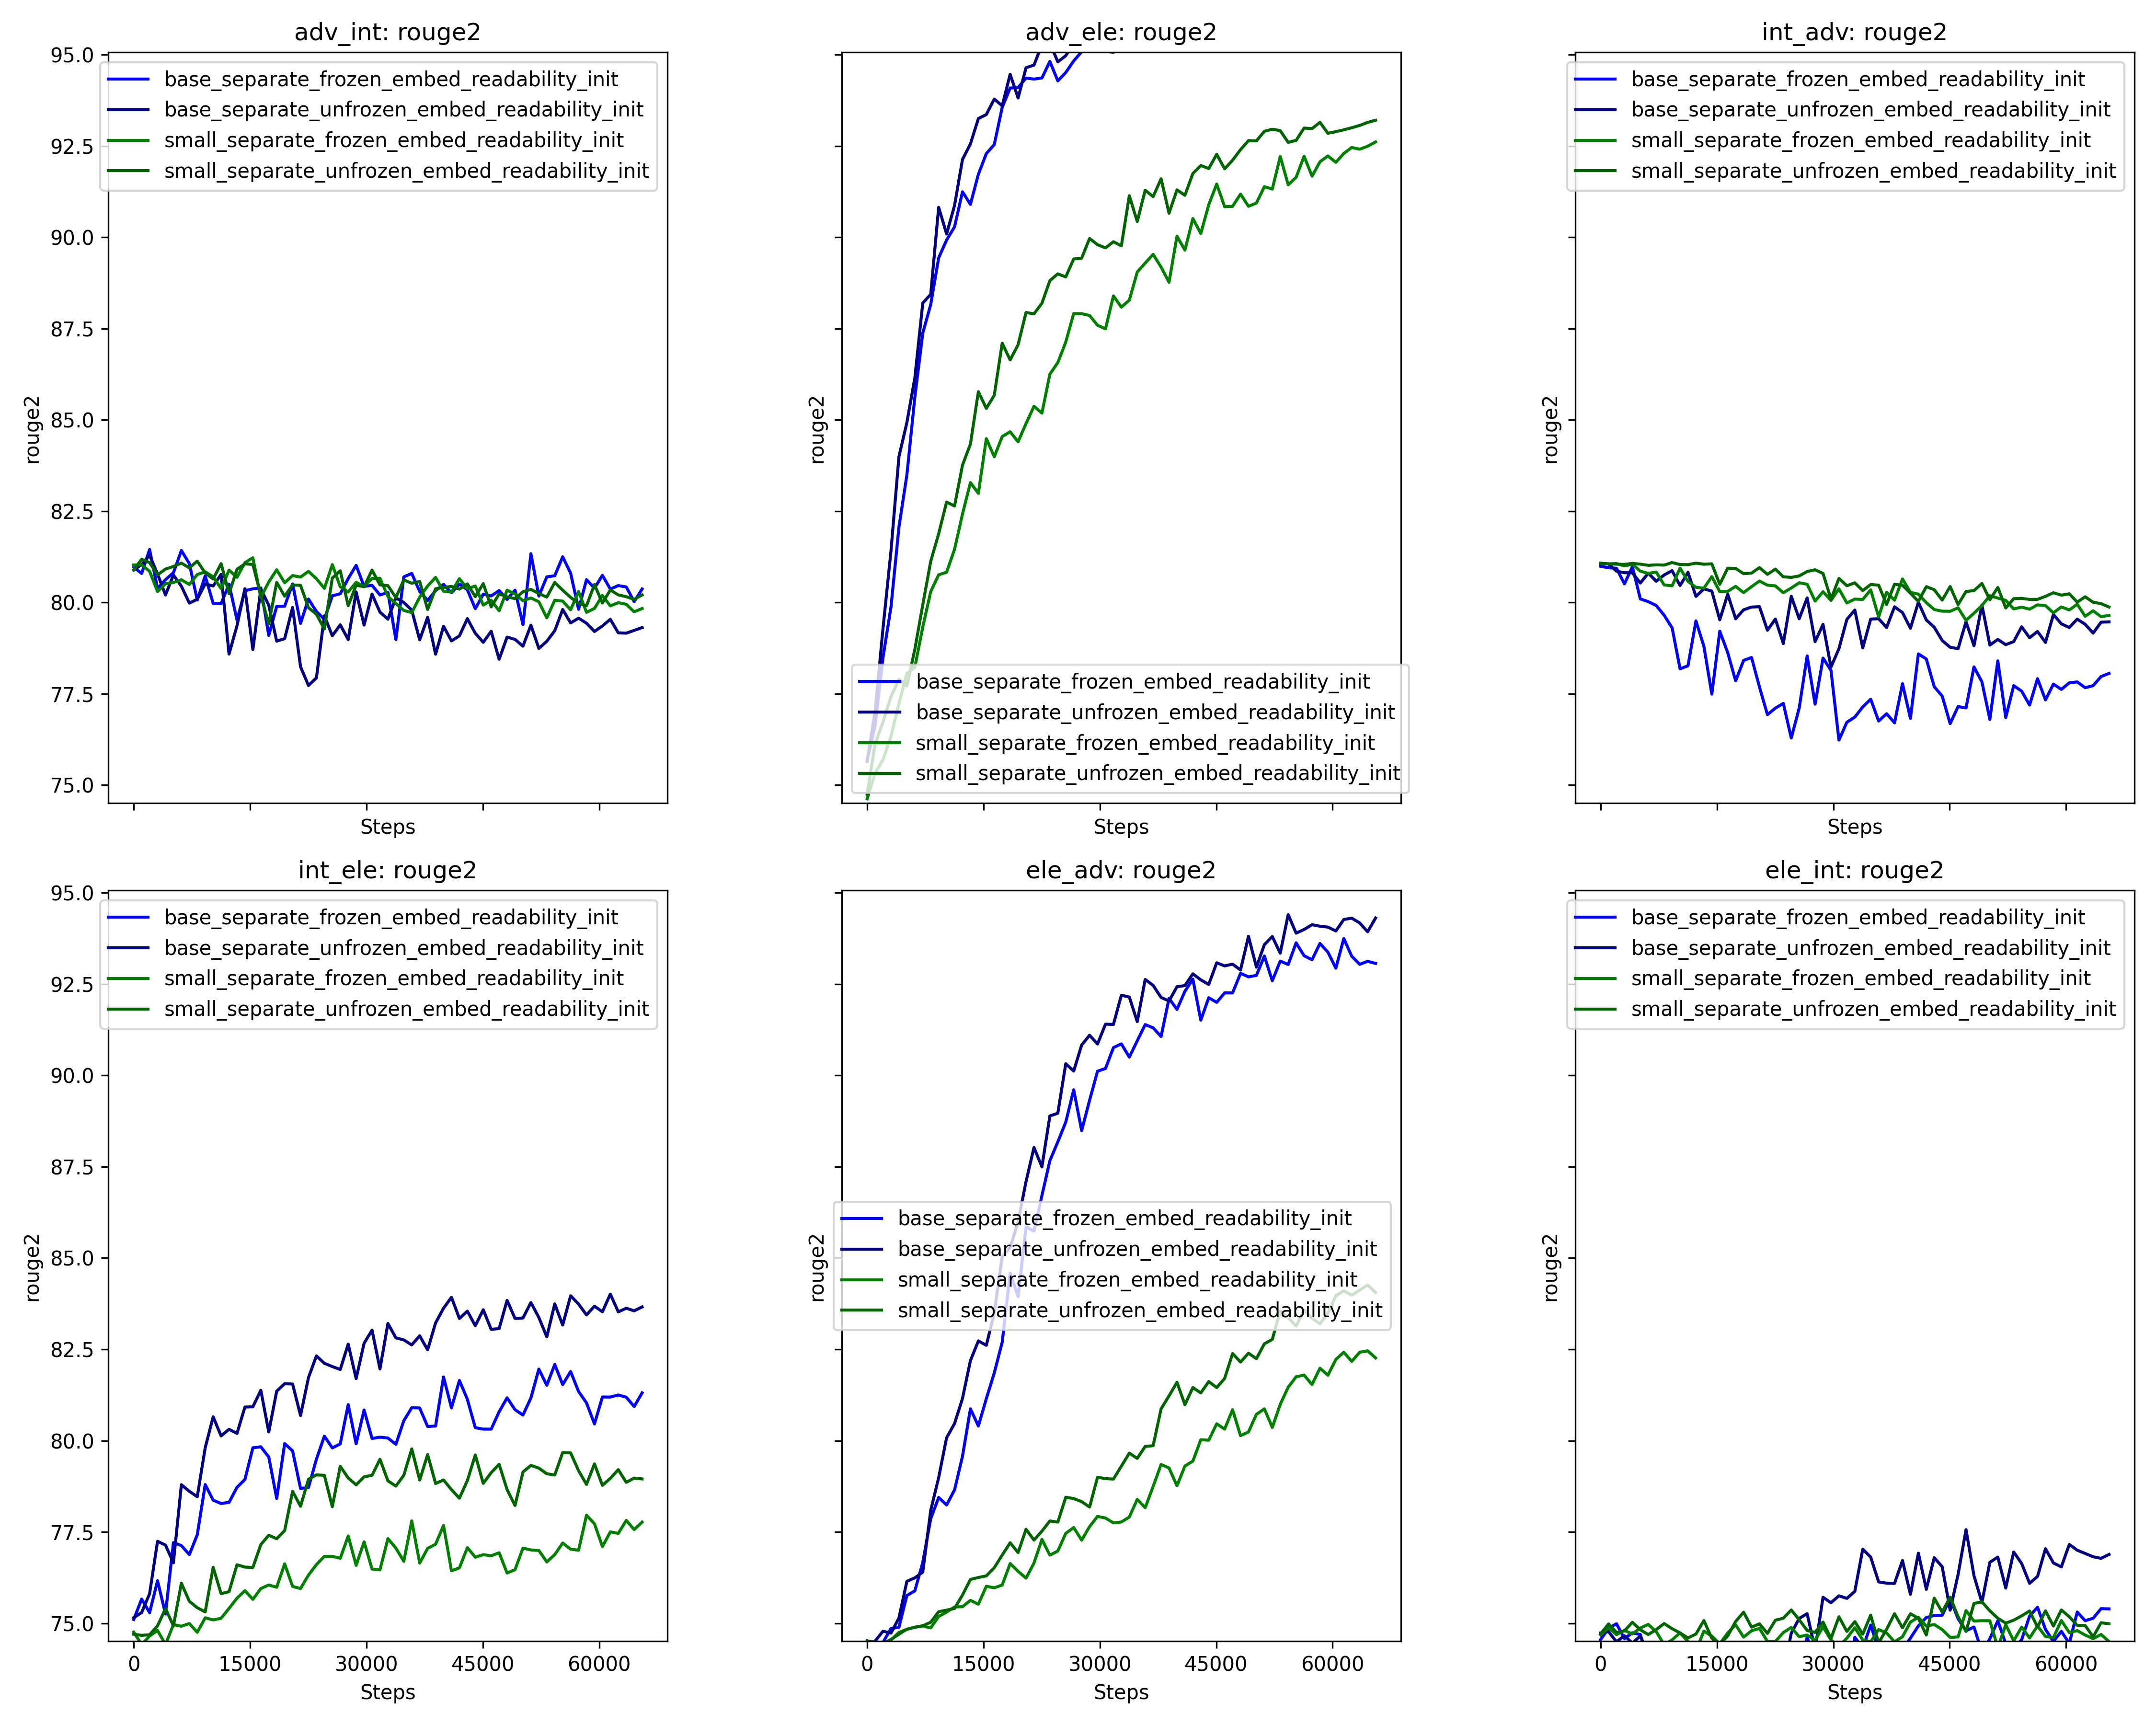 adv_int: rouge2
95.0
92.5
90.0
87.5
85.0
82.5
80.0
77.5
75.0
rouge2
base_separate_frozen_embed_readability_init
base_separate_unfrozen_embed_readability_init
small_separate_frozen_embed_readability_init
small_separate_unfrozen_embed_readability_init
Steps
adv_ele: rouge2
rouge2
base_separate_frozen_embed_readability_init
base_separate_unfrozen_embed_readability_init
small_separate_frozen_embed_readability_init
small_separate_unfrozen_embed_readability_init
Steps
int_adv: rouge2
rouge2
base_separate_frozen_embed_readability_init
base_separate_unfrozen_embed_readability_init
small_separate_frozen_embed_readability_init
small_separate_unfrozen_embed_readability_init
Steps
int_ele: rouge2
95.0
92.5
90.0
87.5
85.0
82.5
80.0
77.5
75.0
rouge2
base_separate_frozen_embed_readability_init
base_separate_unfrozen_embed_readability_init
small_separate_frozen_embed_readability_init
small_separate_unfrozen_embed_readability_init
0 15000 30000 45000 60000
Steps
ele_adv: rouge2
rouge2
base_separate_frozen_embed_readability_init
base_separate_unfrozen_embed_readability_init
small_separate_frozen_embed_readability_init
small_separate_unfrozen_embed_readability_init
0 15000 30000 45000 60000
Steps
ele_int: rouge2
rouge2
base_separate_frozen_embed_readability_init
base_separate_unfrozen_embed_readability_init
small_separate_frozen_embed_readability_init
small_separate_unfrozen_embed_readability_init
0 15000 30000 45000 60000
Steps